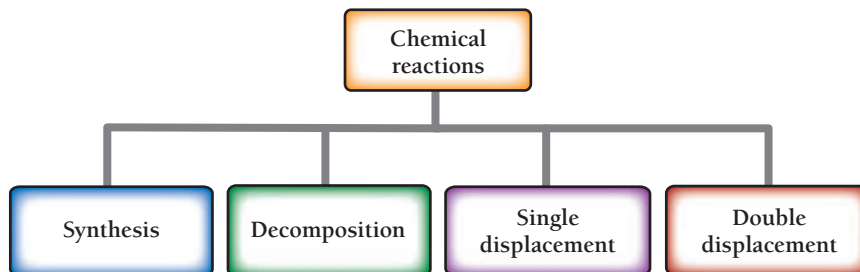 Chemical
reactions
Synthesis
Decomposition
Single
displacement
Double
displacement